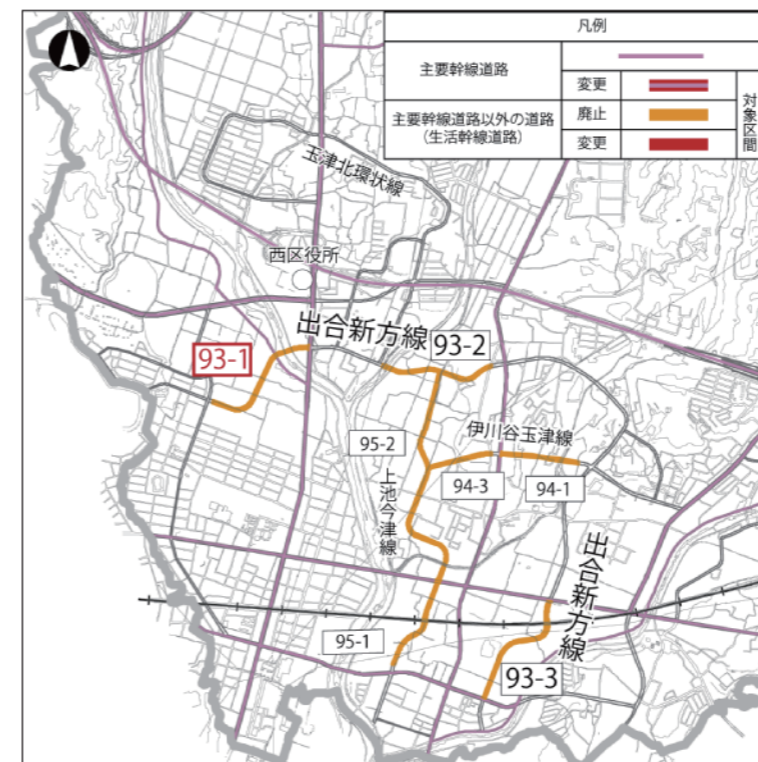 凡例
主要幹線道路
変更
主要幹線道路以外の道路
(生活幹線道路)
廃止
変更
対象区間
玉津北環状線
西区役所
出合新方線
93-1
93-2
95-2
伊川谷玉津線
94-3
94-1
上池今津線
出合新方線
95-1
93-3